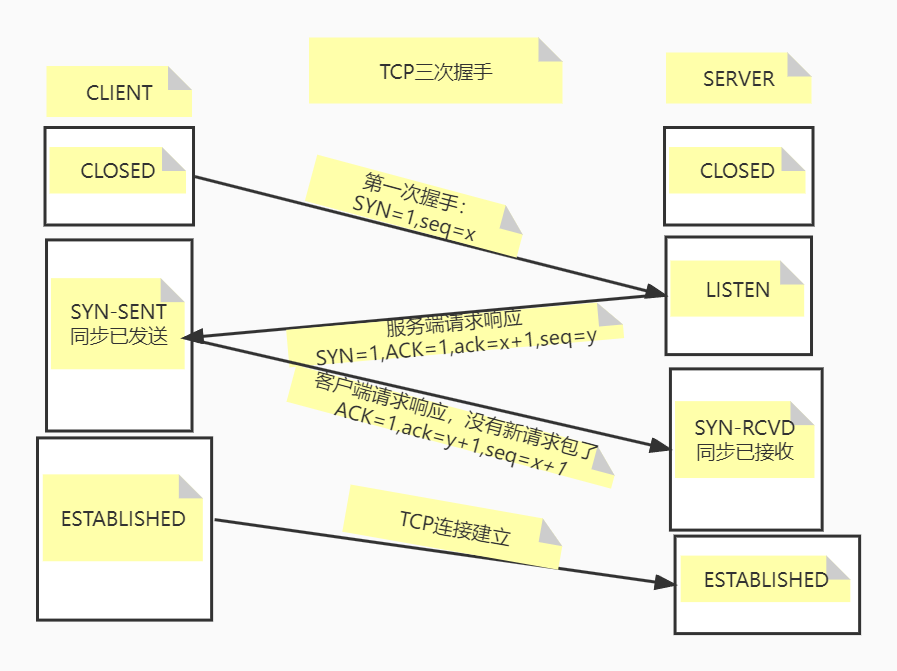 TCP三次握手
CLIENT
SERVER
CLOSED
CLOSED
第一次握手：
SYN=1,seq=x
LISTEN
SYN-SENT
同步已发送
服务端请求响应
SYN=1,ACK=1,ack=x+1,seq=y
客户端请求响应，没有新请求包了
ACK=1,ack=y+1,seq=x+1
SYN-RCVD
同步已接收
ESTABLISHED
TCP连接建立
ESTABLISHED